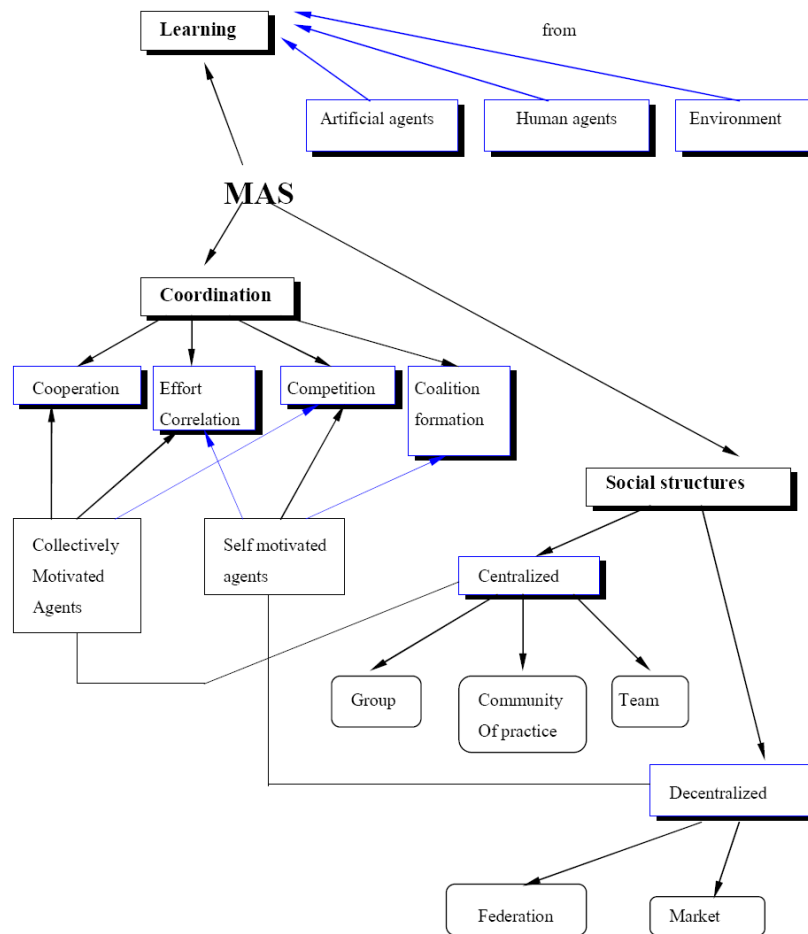 Learning
from
Artificial agents
Human agents
Environment
MAS
Coordination
Cooperation
Effort
Correlation
Competition
Coalition
formation
Social structures
Collectively
Motivated
Agents
Self motivated
agents
Centralized
Group
Community
Of practice
Team
Decentralized
Federation
Market